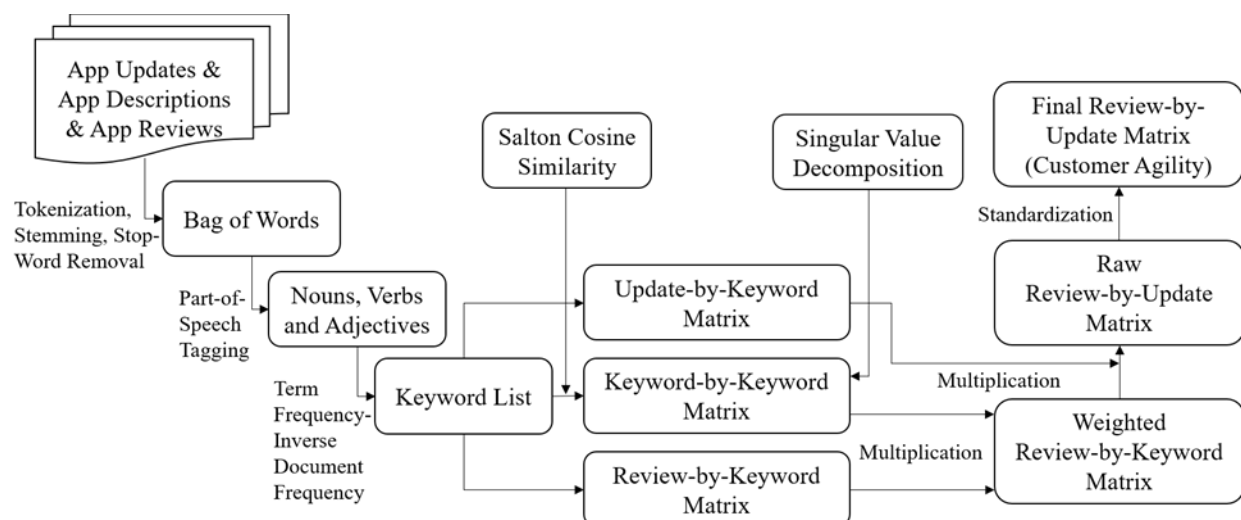 App Updates &
App Descriptions
& App Reviews
Tokenization,
Stemming, Stop-
Word Removal
Bag of Words
Part-of-
Speech
Tagging
Nouns, Verbs
and Adjectives
Term
Frequency-
Inverse
Document
Frequency
Keyword List
Salton Cosine
Similarity
Singular Value
Decomposition
Update-by-Keyword
Matrix
Keyword-by-Keyword
Matrix
Review-by-Keyword
Matrix
Multiplication
Multiplication
Weighted
Review-by-Keyword
Matrix
Raw
Review-by-Update
Matrix
Standardization
Final Review-by-
Update Matrix
(Customer Agility)